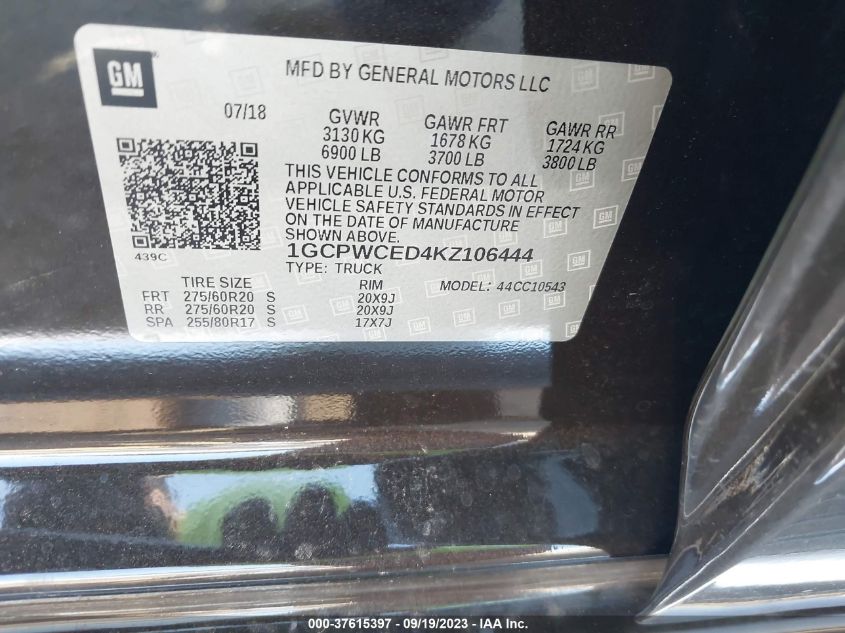 GM
MFD BY GENERAL MOTORS LLC
07/18
GVWR GAWR FRT GAWR RR
3130 KG 1678 KG 1724 KG
6900 LB 3700 LB 3800 LB
THIS VEHICLE CONFORMS TO ALL
APPLICABLE U.S. FEDERAL MOTOR
VEHICLE SAFETY STANDARDS IN EFFECT
ON THE DATE OF MANUFACTURE
SHOWN ABOVE.
439C
1GCPWCED4KZ106444
TYPE: TRUCK MODEL: 44CC10543
TIRE SIZE RIM
FRT 275/60R20 S 20X9J
RR 275/60R20 S 20X9J
SPA 255/80R17 S 17X7J
000-37615397 - 09/19/2023 - IAA Inc.